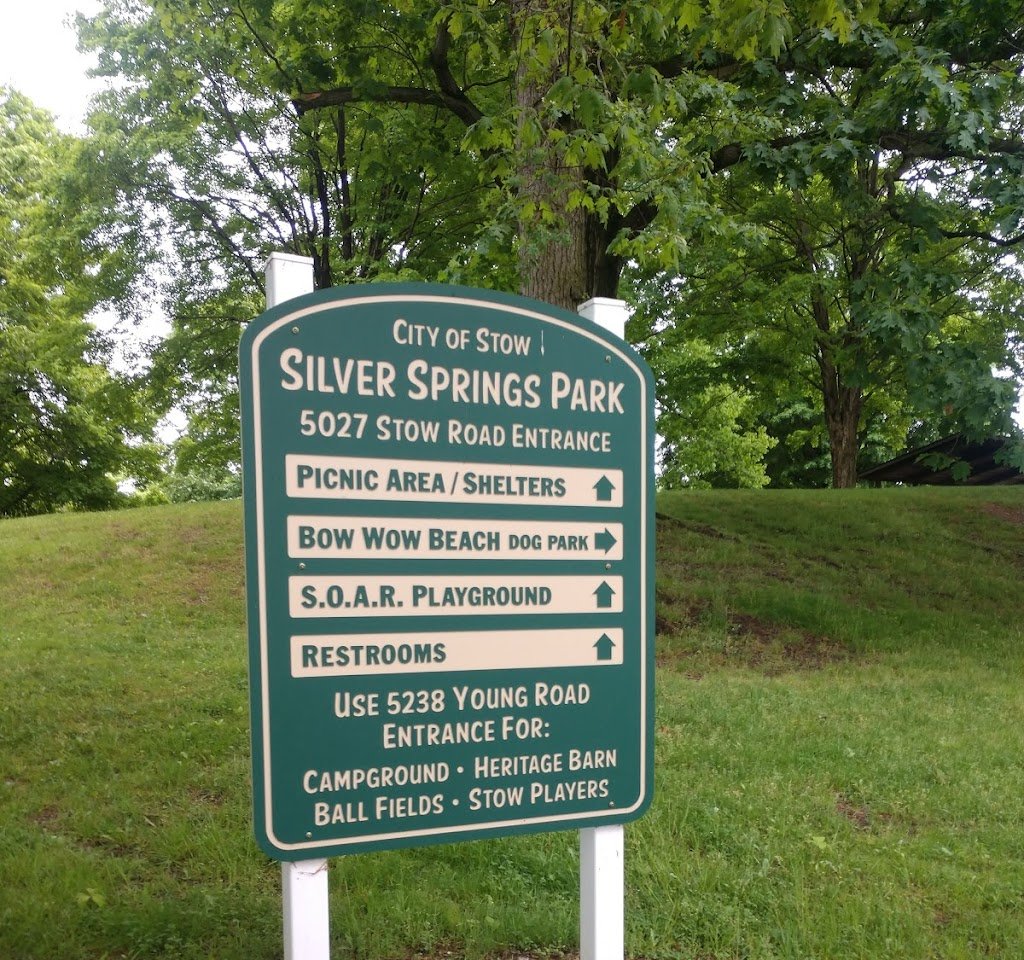 CITY OF STOW
SILVER SPRINGS PARK
5027 STOW ROAD ENTRANCE
PICNIC AREA / SHELTERS
BOW WOW BEACH DOG PARK
S.O.A.R. PLAYGROUND
RESTROOMS
USE 5238 YOUNG ROAD
ENTRANCE FOR:
CAMPGROUND • HERITAGE BARN
BALL FIELDS • STOW PLAYERS